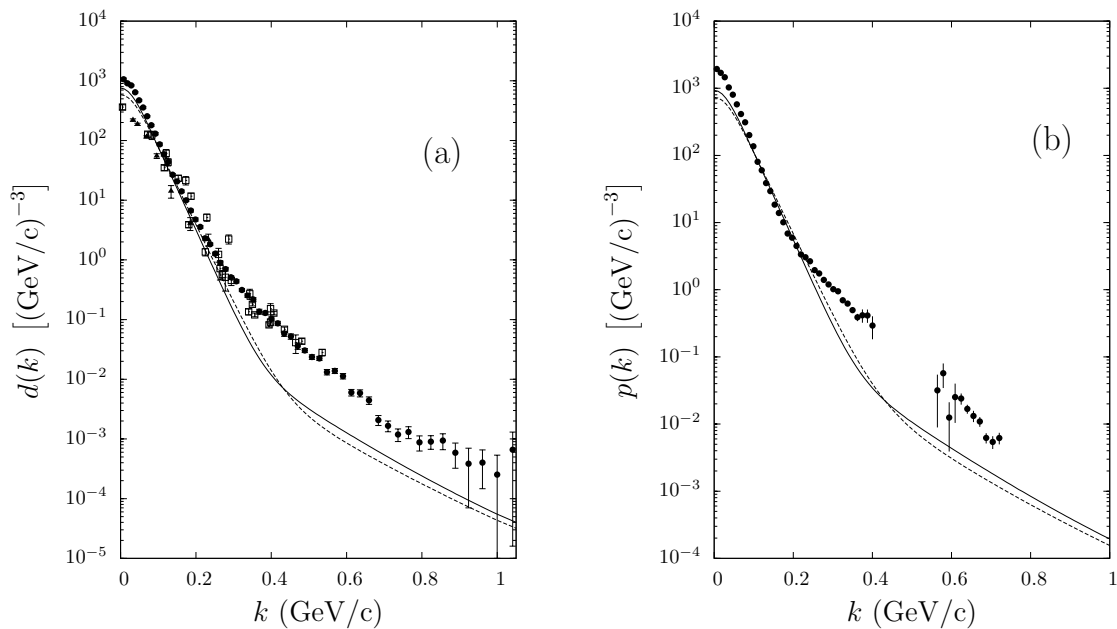 10^4
10^3
10^2
10^1
10^0
10^{-1}
10^{-2}
10^{-3}
10^{-4}
10^{-5}
d(k) [(GeV/c)^{-3}]
(a)
0 0.2 0.4 0.6 0.8 1
k (GeV/c)
10^4
10^3
10^2
10^1
10^0
10^{-1}
10^{-2}
10^{-3}
10^{-4}
p(k) [(GeV/c)^{-3}]
(b)
0 0.2 0.4 0.6 0.8 1
k (GeV/c)